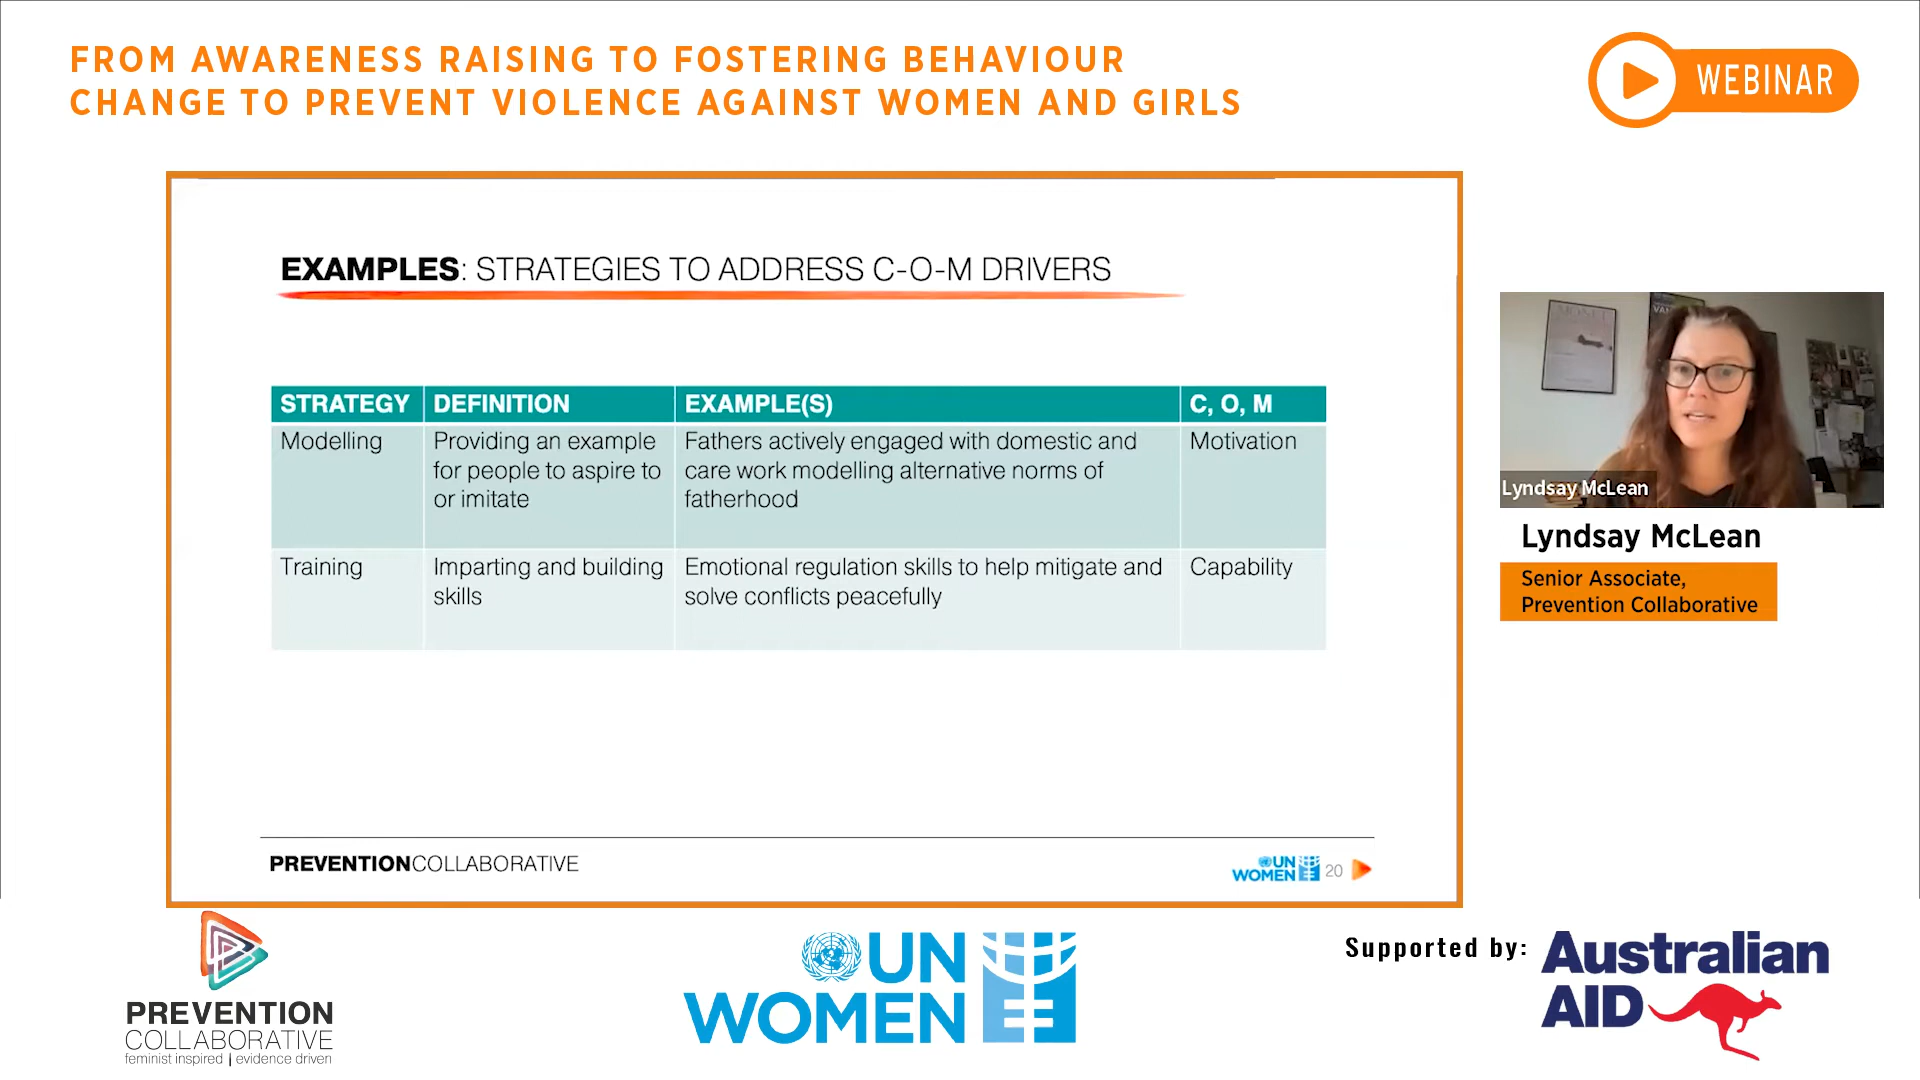 FROM AWARENESS RAISING TO FOSTERING BEHAVIOUR
CHANGE TO PREVENT VIOLENCE AGAINST WOMEN AND GIRLS
WEBINAR
EXAMPLES: STRATEGIES TO ADDRESS C-O-M DRIVERS
STRATEGY DEFINITION EXAMPLE(S) C, O, M
Modelling Providing an example Fathers actively engaged with domestic and Motivation
for people to aspire to care work modelling alternative norms of
or imitate fatherhood
Training Imparting and building Emotional regulation skills to help mitigate and Capability
skills solve conflicts peacefully
PREVENTIONCOLLABORATIVE
UN
WOMEN
20
Lyndsay McLean
Lyndsay McLean
Senior Associate,
Prevention Collaborative
PREVENTION
COLLABORATIVE
feminist inspired | evidence driven
UN
WOMEN
Supported by:
Australian
AID